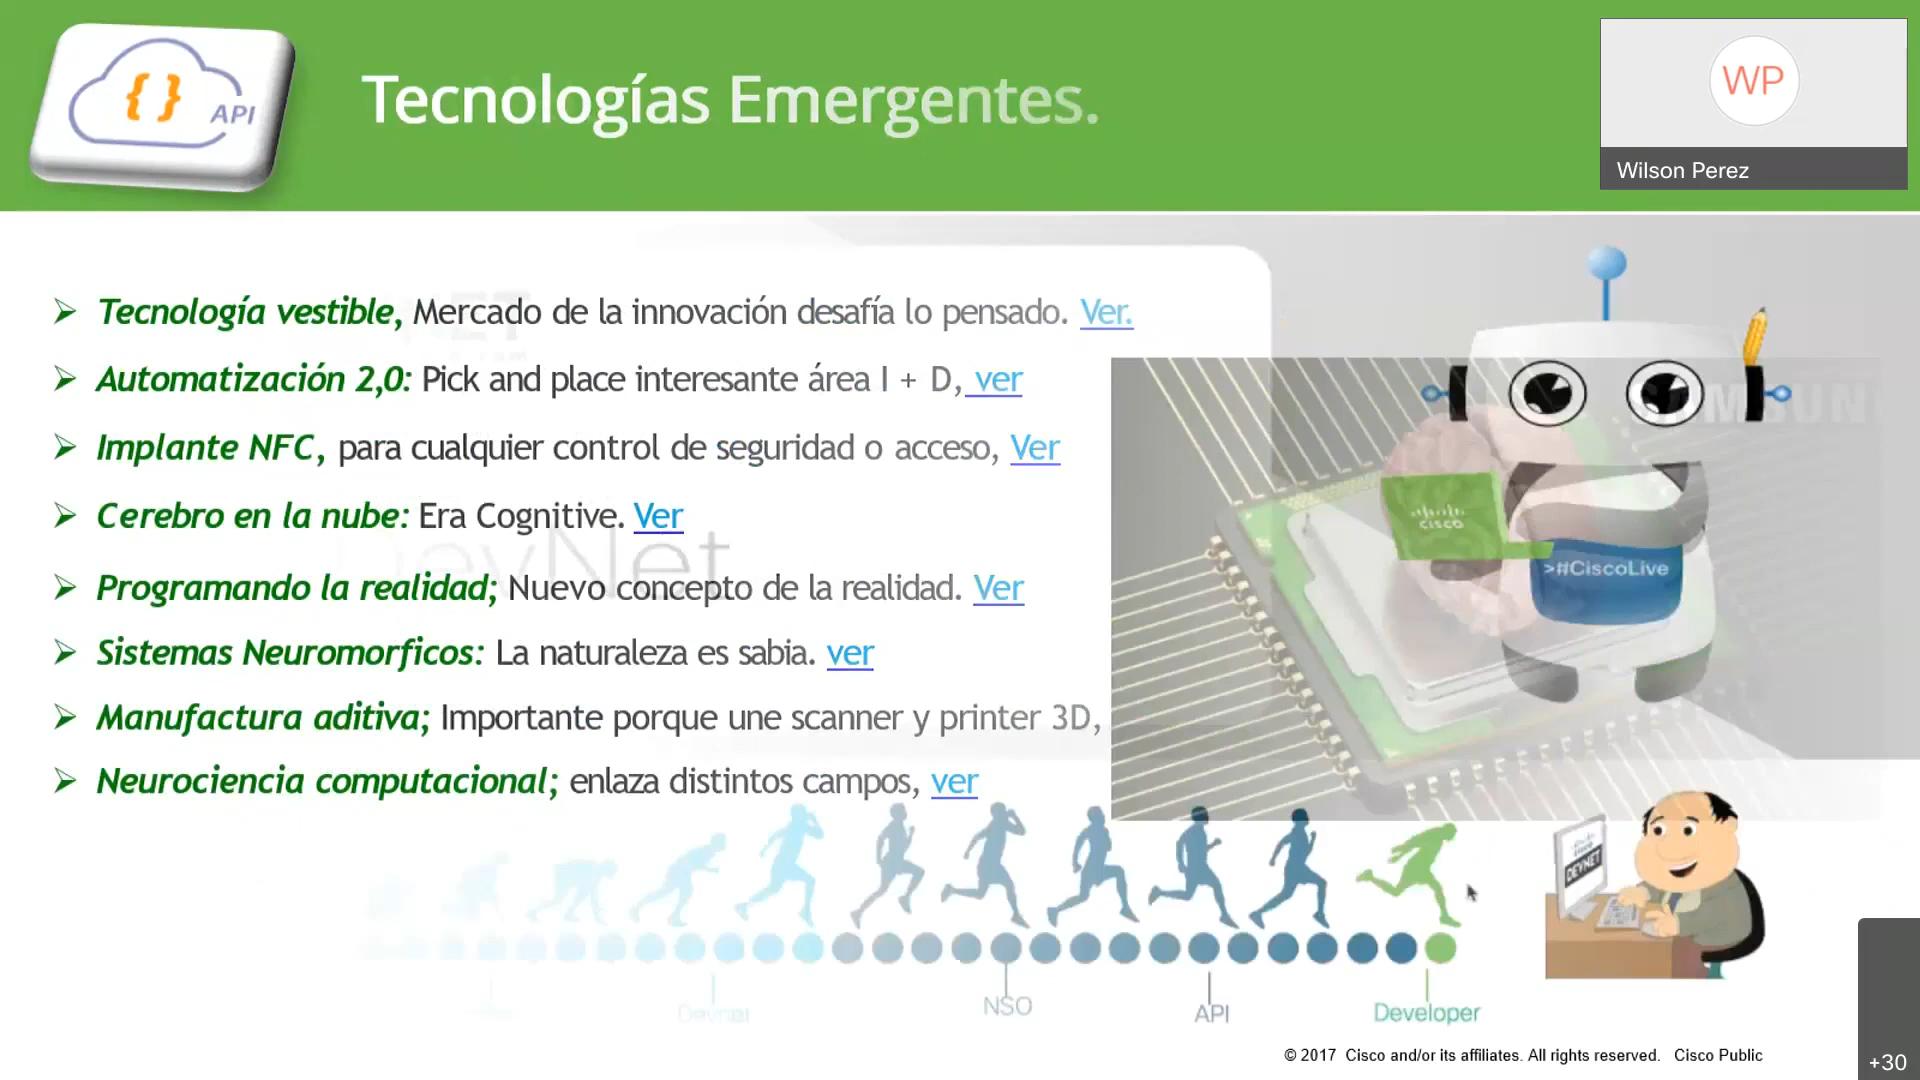 { } API
Tecnologías Emergentes.
WP
Wilson Perez
➢ Tecnología vestible, Mercado de la innovación desafía lo pensado. Ver.
➢ Automatización 2,0: Pick and place interesante área I + D, ver
➢ Implante NFC, para cualquier control de seguridad o acceso, Ver
➢ Cerebro en la nube: Era Cognitive. Ver
DevNet
➢ Programando la realidad; Nuevo concepto de la realidad. Ver
➢ Sistemas Neuromorficos: La naturaleza es sabia. ver
➢ Manufactura aditiva; Importante porque une scanner y printer 3D,
➢ Neurociencia computacional; enlaza distintos campos, ver
SAMSUN
CISCO
>#CiscoLive
DEVNET
NSO
API
Developer
© 2017 Cisco and/or its affiliates. All rights reserved. Cisco Public
+30